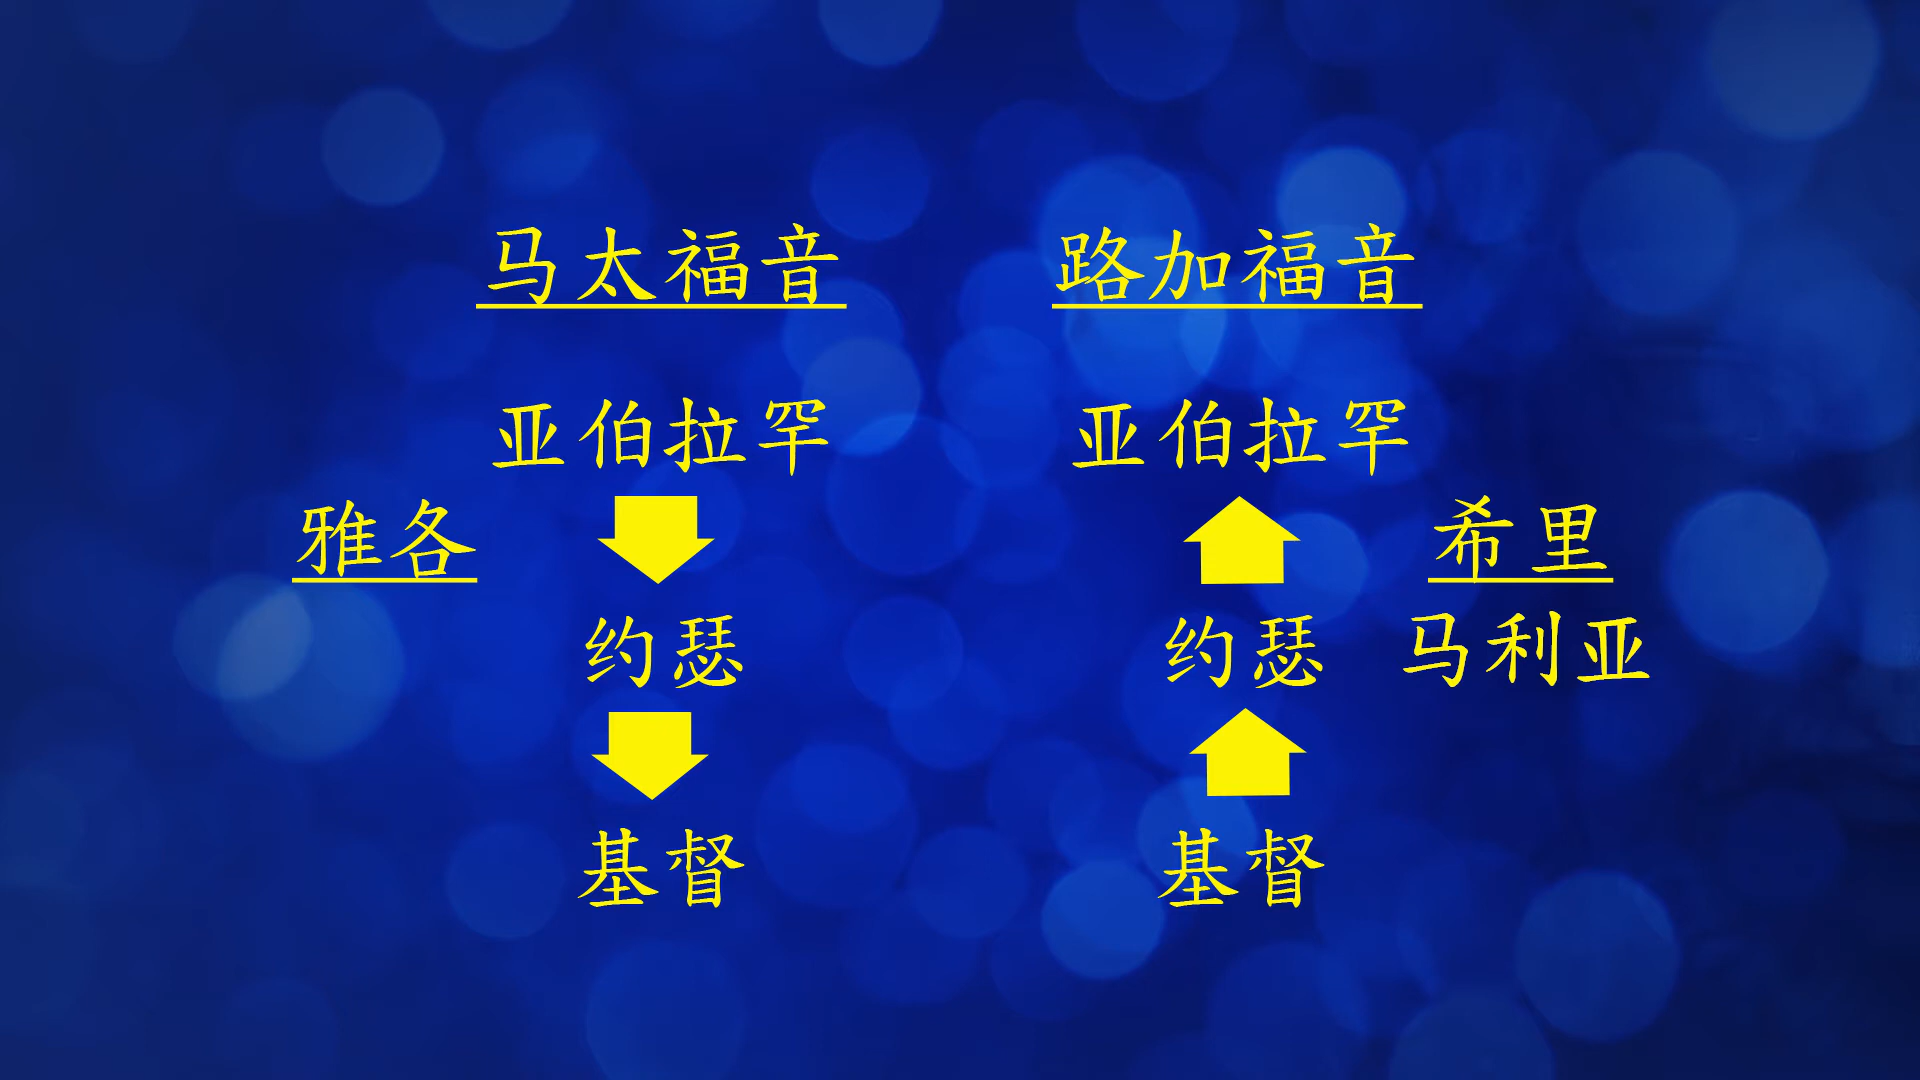 马太福音 路加福音
亚伯拉罕 亚伯拉罕
雅各 希里
约瑟 约瑟 马利亚
基督 基督